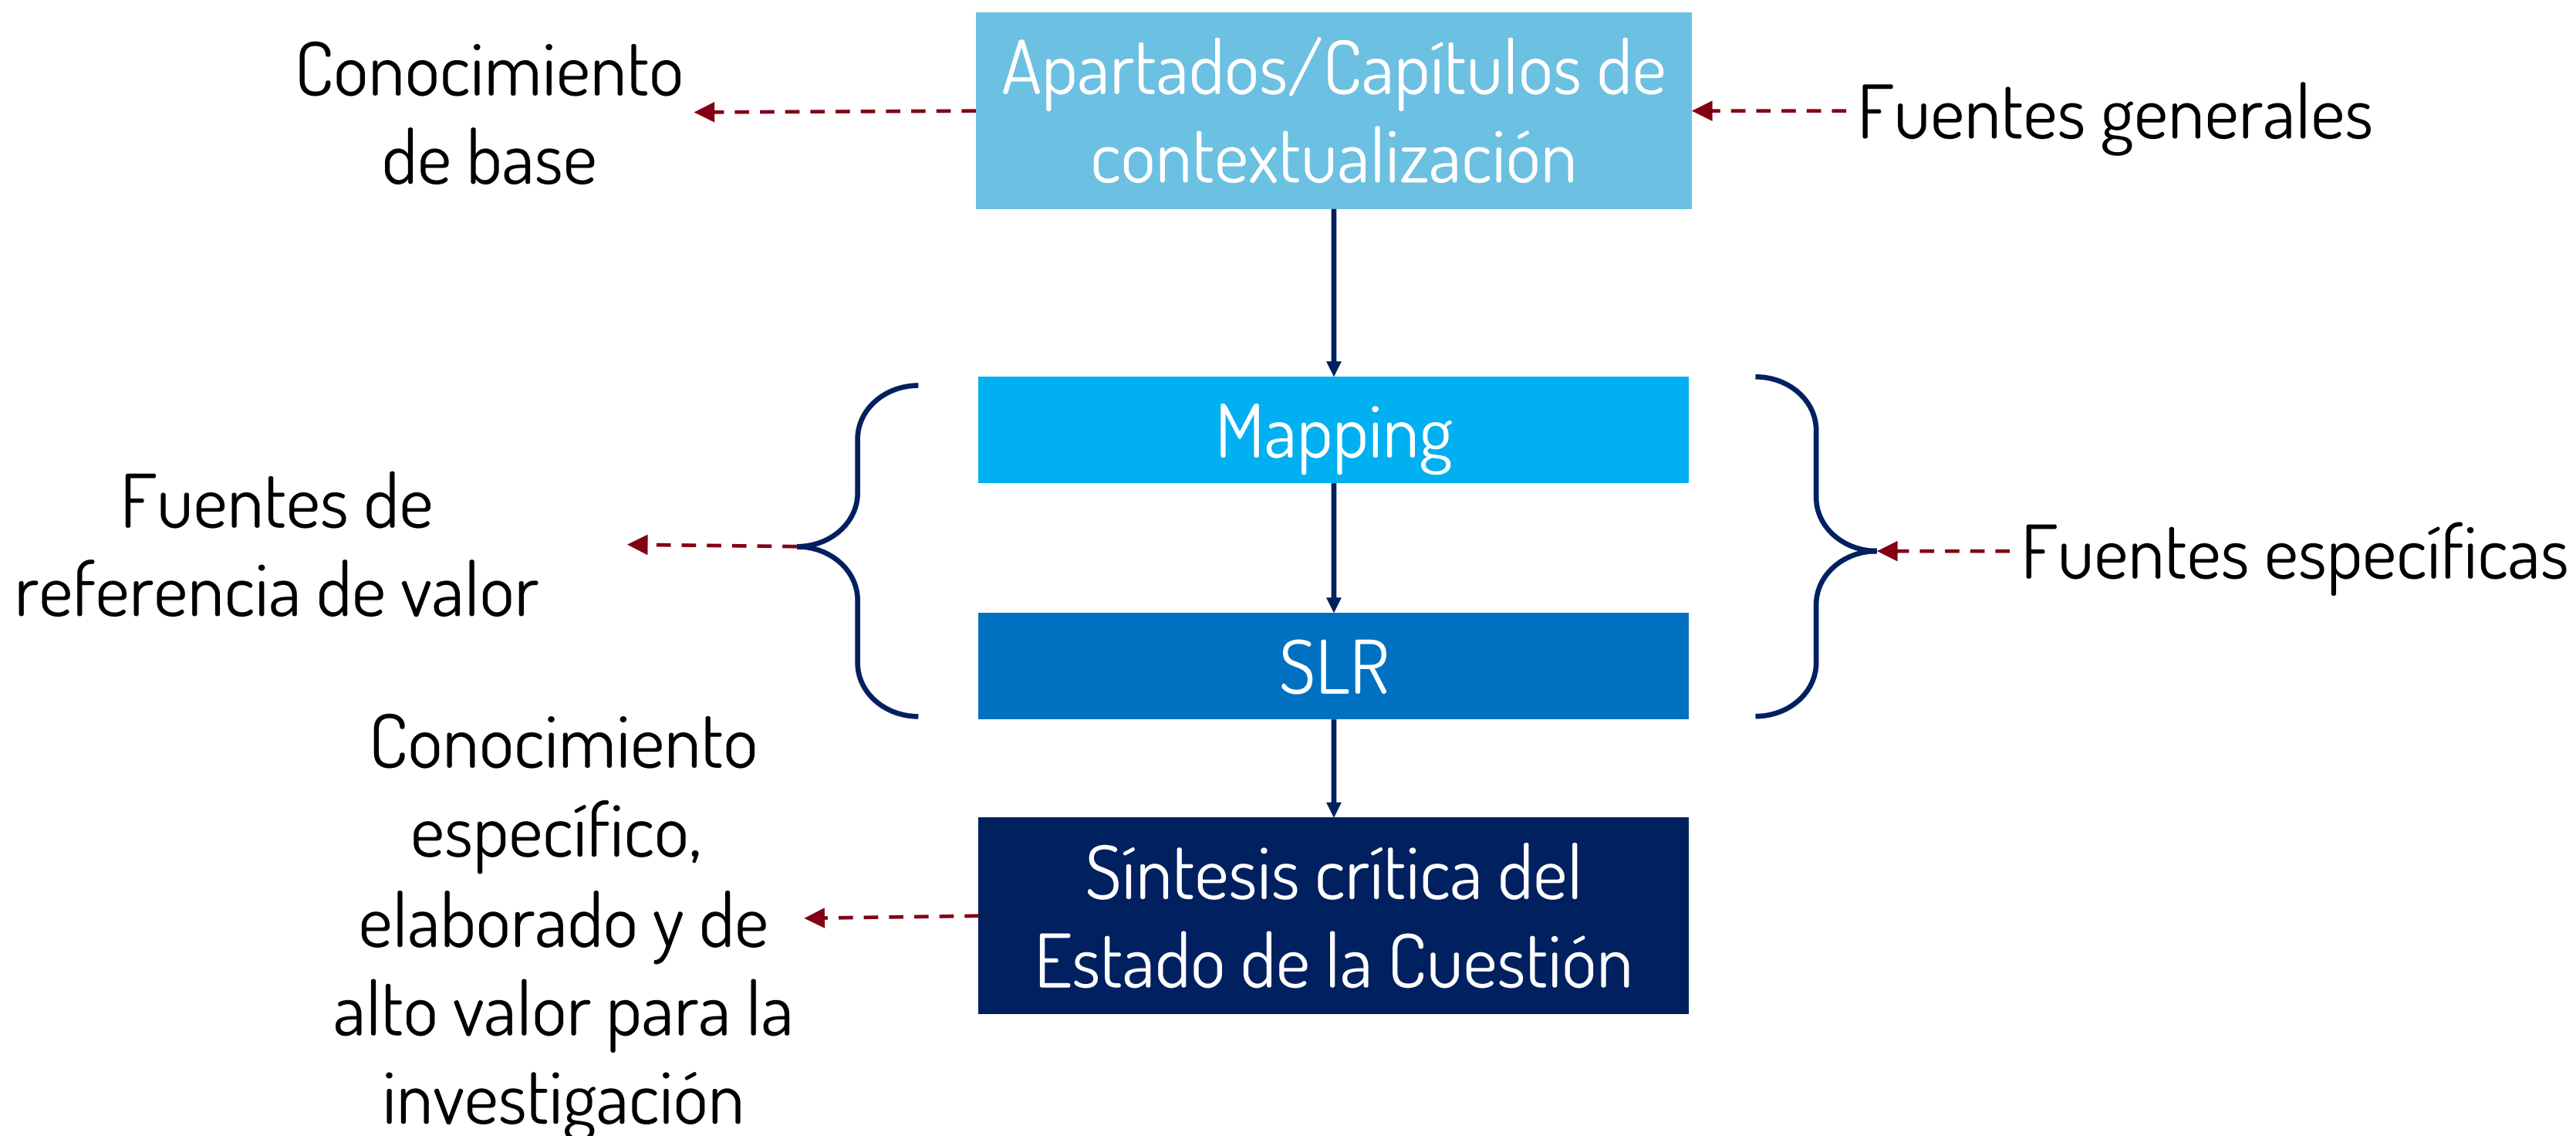 Conocimiento
de base
Apartados/Capítulos de
contextualización
Fuentes generales
Mapping
Fuentes de
referencia de valor
Fuentes específicas
SLR
Conocimiento
específico,
elaborado y de
alto valor para la
investigación
Síntesis crítica del
Estado de la Cuestión